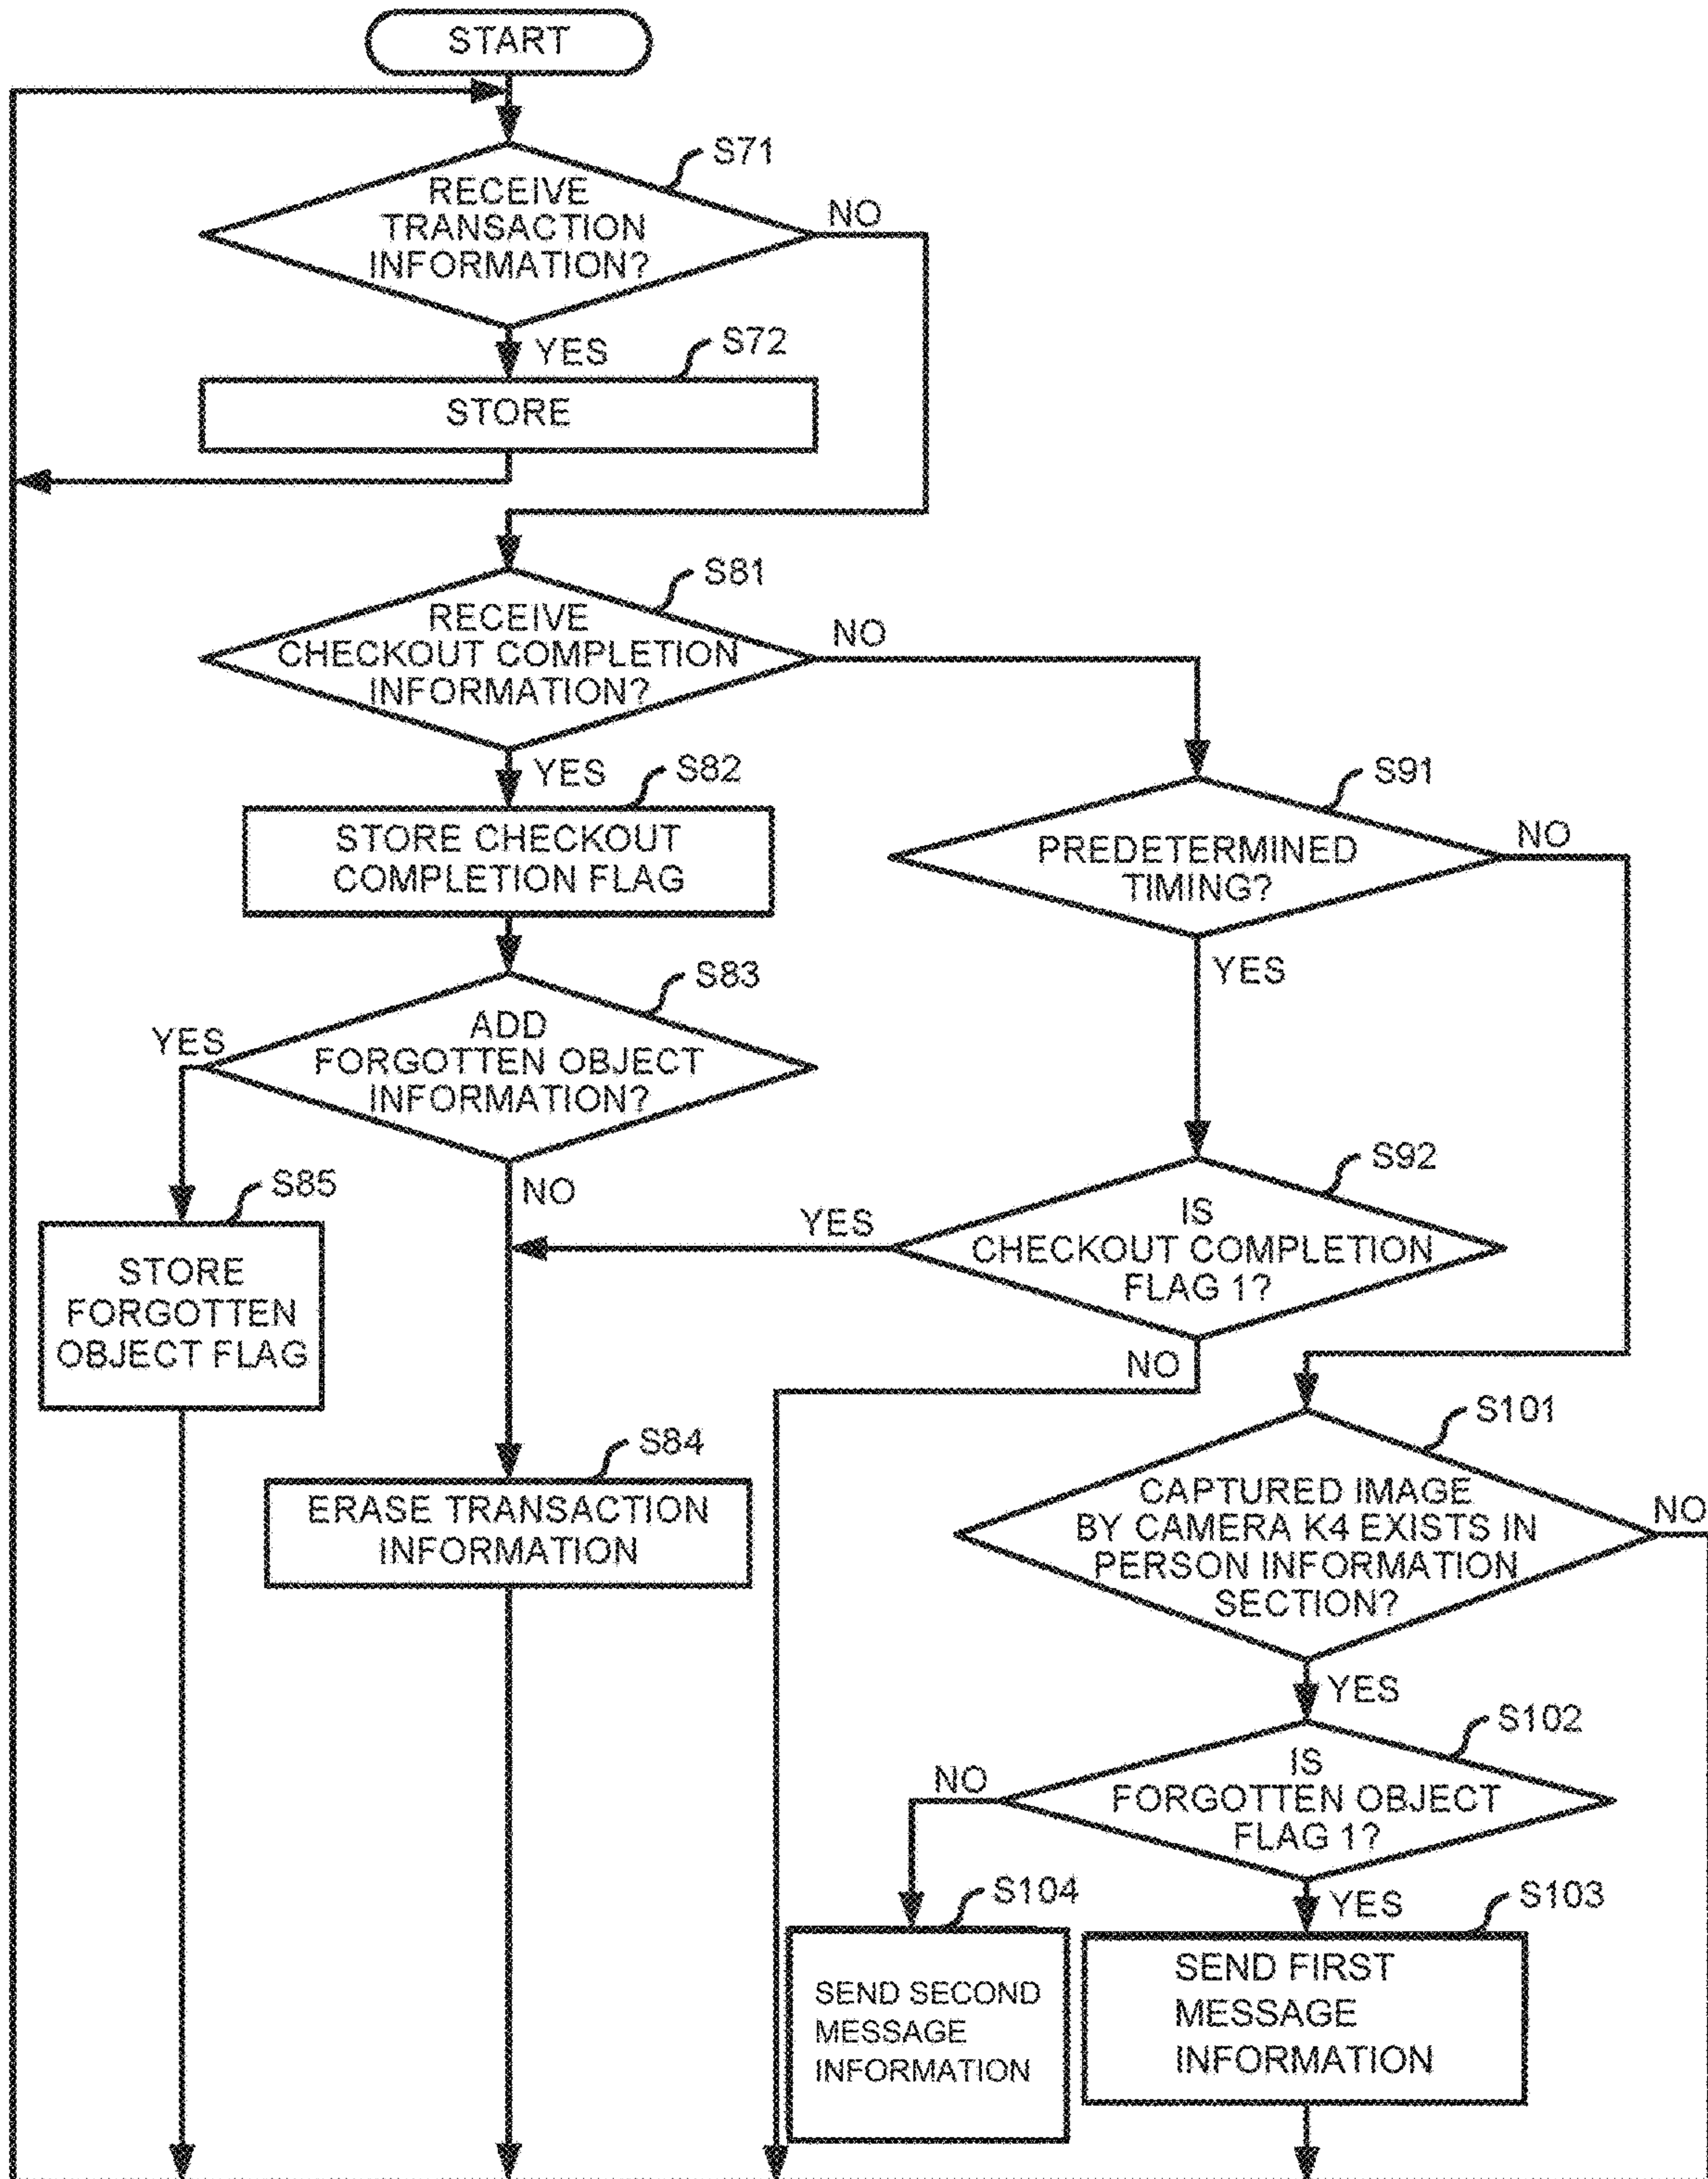 START
S71
RECEIVE
TRANSACTION
INFORMATION?
NO
YES
S72
STORE
S81
RECEIVE
CHECKOUT COMPLETION
INFORMATION?
NO
YES
S82
STORE CHECKOUT
COMPLETION FLAG
S91
PREDETERMINED
TIMING?
NO
YES
S83
ADD
FORGOTTEN OBJECT
INFORMATION?
YES
NO
S85
STORE
FORGOTTEN
OBJECT FLAG
S92
IS
CHECKOUT COMPLETION
FLAG 1?
YES
NO
S84
ERASE TRANSACTION
INFORMATION
S101
CAPTURED IMAGE
BY CAMERA K4 EXISTS IN
PERSON INFORMATION
SECTION?
NO
YES
S102
IS
FORGOTTEN OBJECT
FLAG 1?
NO
YES
S104
SEND SECOND
MESSAGE
INFORMATION
S103
SEND FIRST
MESSAGE
INFORMATION